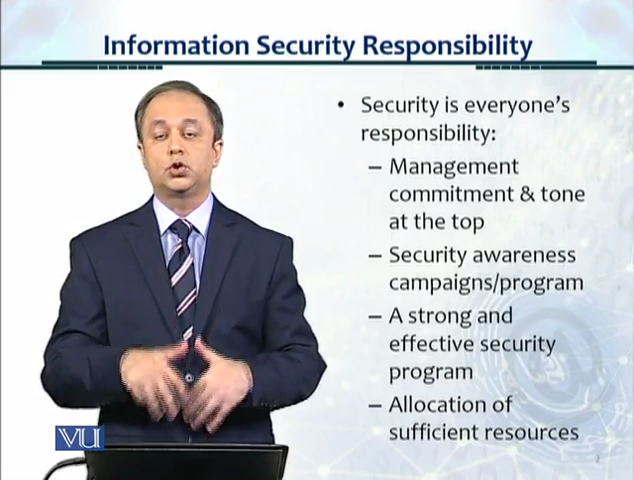 Information Security Responsibility
• Security is everyone's
responsibility:
– Management
commitment & tone
at the top
– Security awareness
campaigns/program
– A strong and
effective security
program
– Allocation of
sufficient resources
VU
2